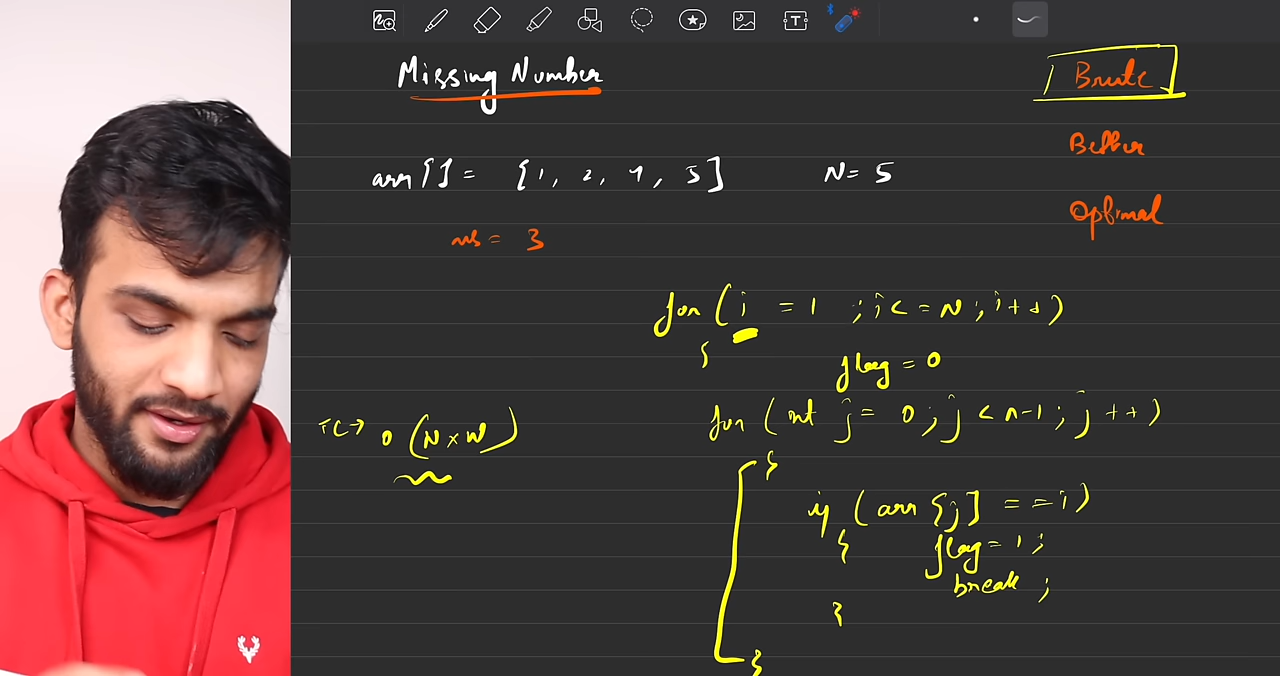 Missing Number
Brute
Better
arr[] = {1, 2, 4, 5} N = 5
Optimal
= 3
for (i = 1 ; i <= N ; i++)
{
flag = 0
TC → O (N × N)
for (int j = 0 ; j < n-1 ; j++)
{
if (arr[j] == i)
{ flag = 1 ;
break ;
}
}